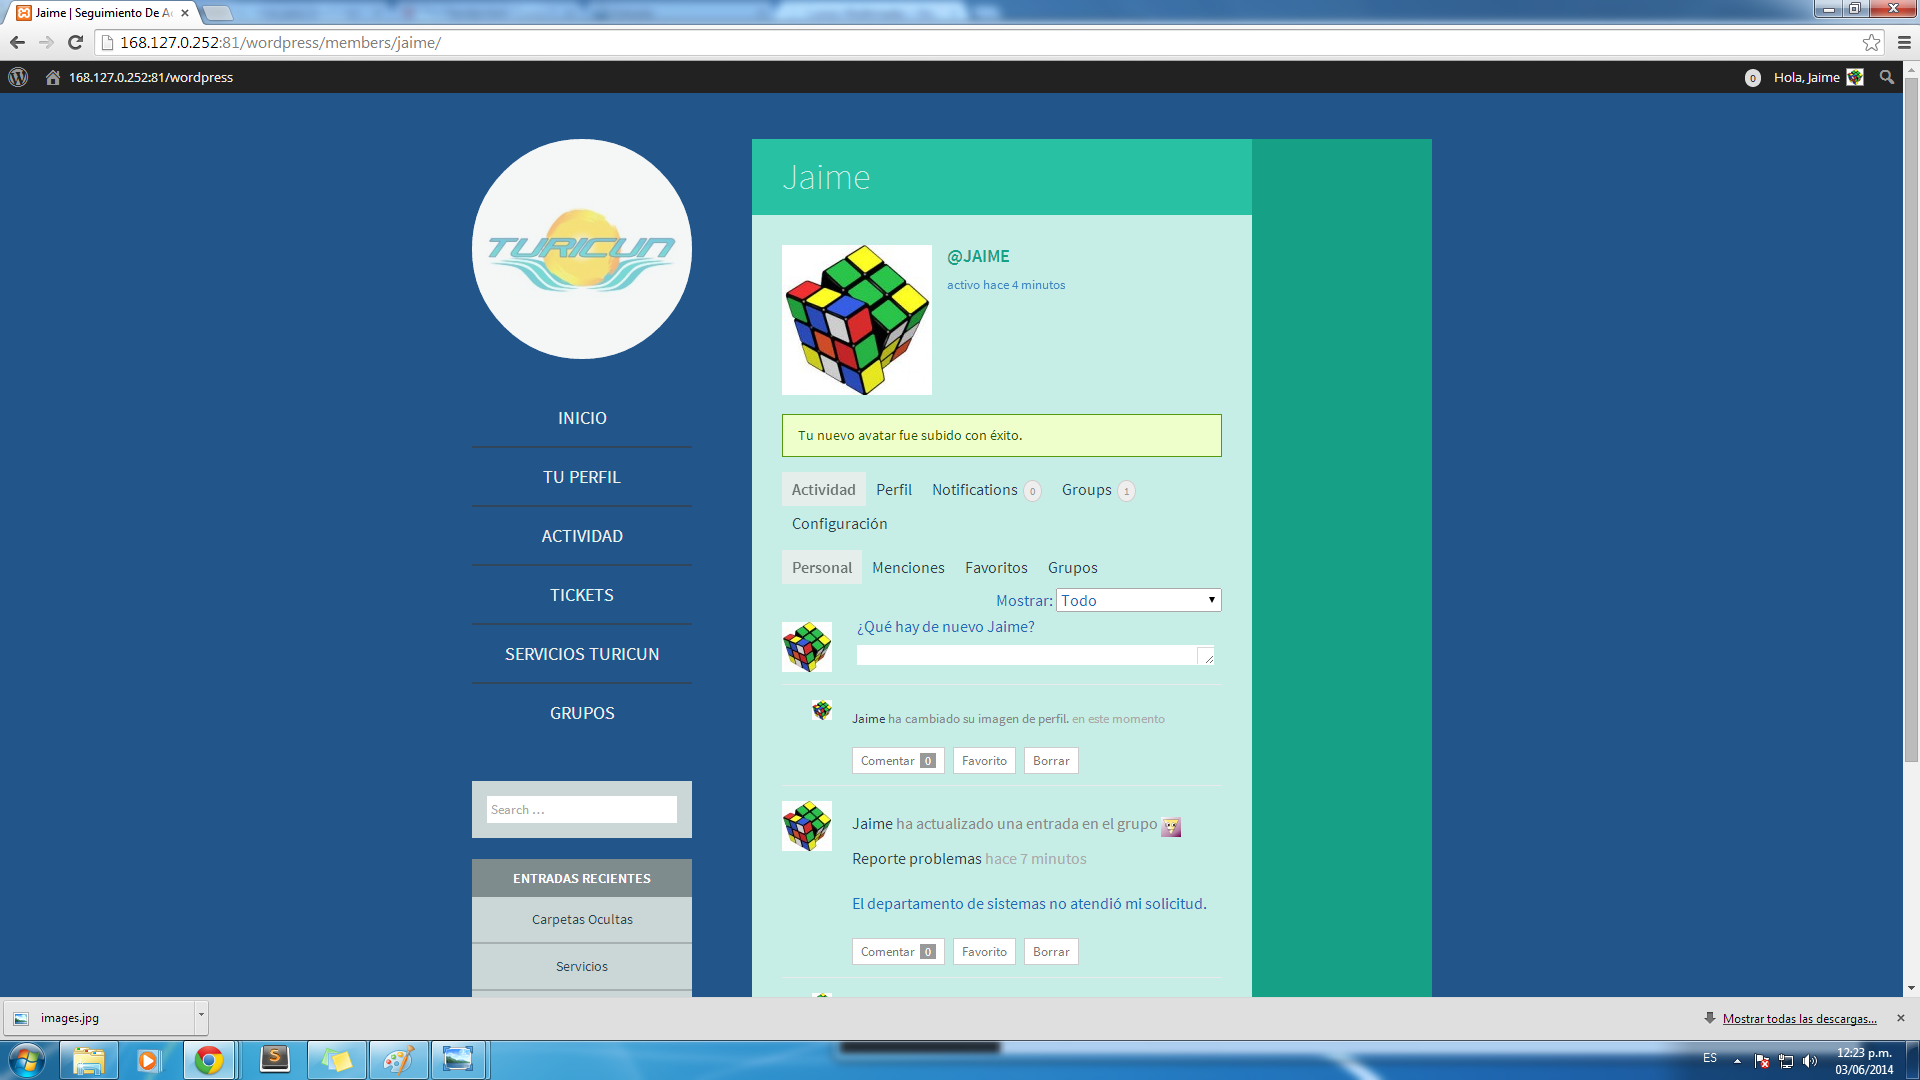 Jaime | Seguimiento De Ac
168.127.0.252:81/wordpress/members/jaime/
168.127.0.252:81/wordpress
0
Hola, Jaime
TURICUN
INICIO
TU PERFIL
ACTIVIDAD
TICKETS
SERVICIOS TURICUN
GRUPOS
Search …
ENTRADAS RECIENTES
Carpetas Ocultas
Servicios
Jaime
@JAIME
activo hace 4 minutos
Tu nuevo avatar fue subido con éxito.
Actividad Perfil Notifications 0 Groups 1
Configuración
Personal Menciones Favoritos Grupos
Mostrar: Todo
¿Qué hay de nuevo Jaime?
Jaime ha cambiado su imagen de perfil. en este momento
Comentar 0 Favorito Borrar
Jaime ha actualizado una entrada en el grupo
Reporte problemas hace 7 minutos
El departamento de sistemas no atendió mi solicitud.
Comentar 0 Favorito Borrar
images.jpg
Mostrar todas las descargas...
S
ES
12:23 p.m.
03/06/2014